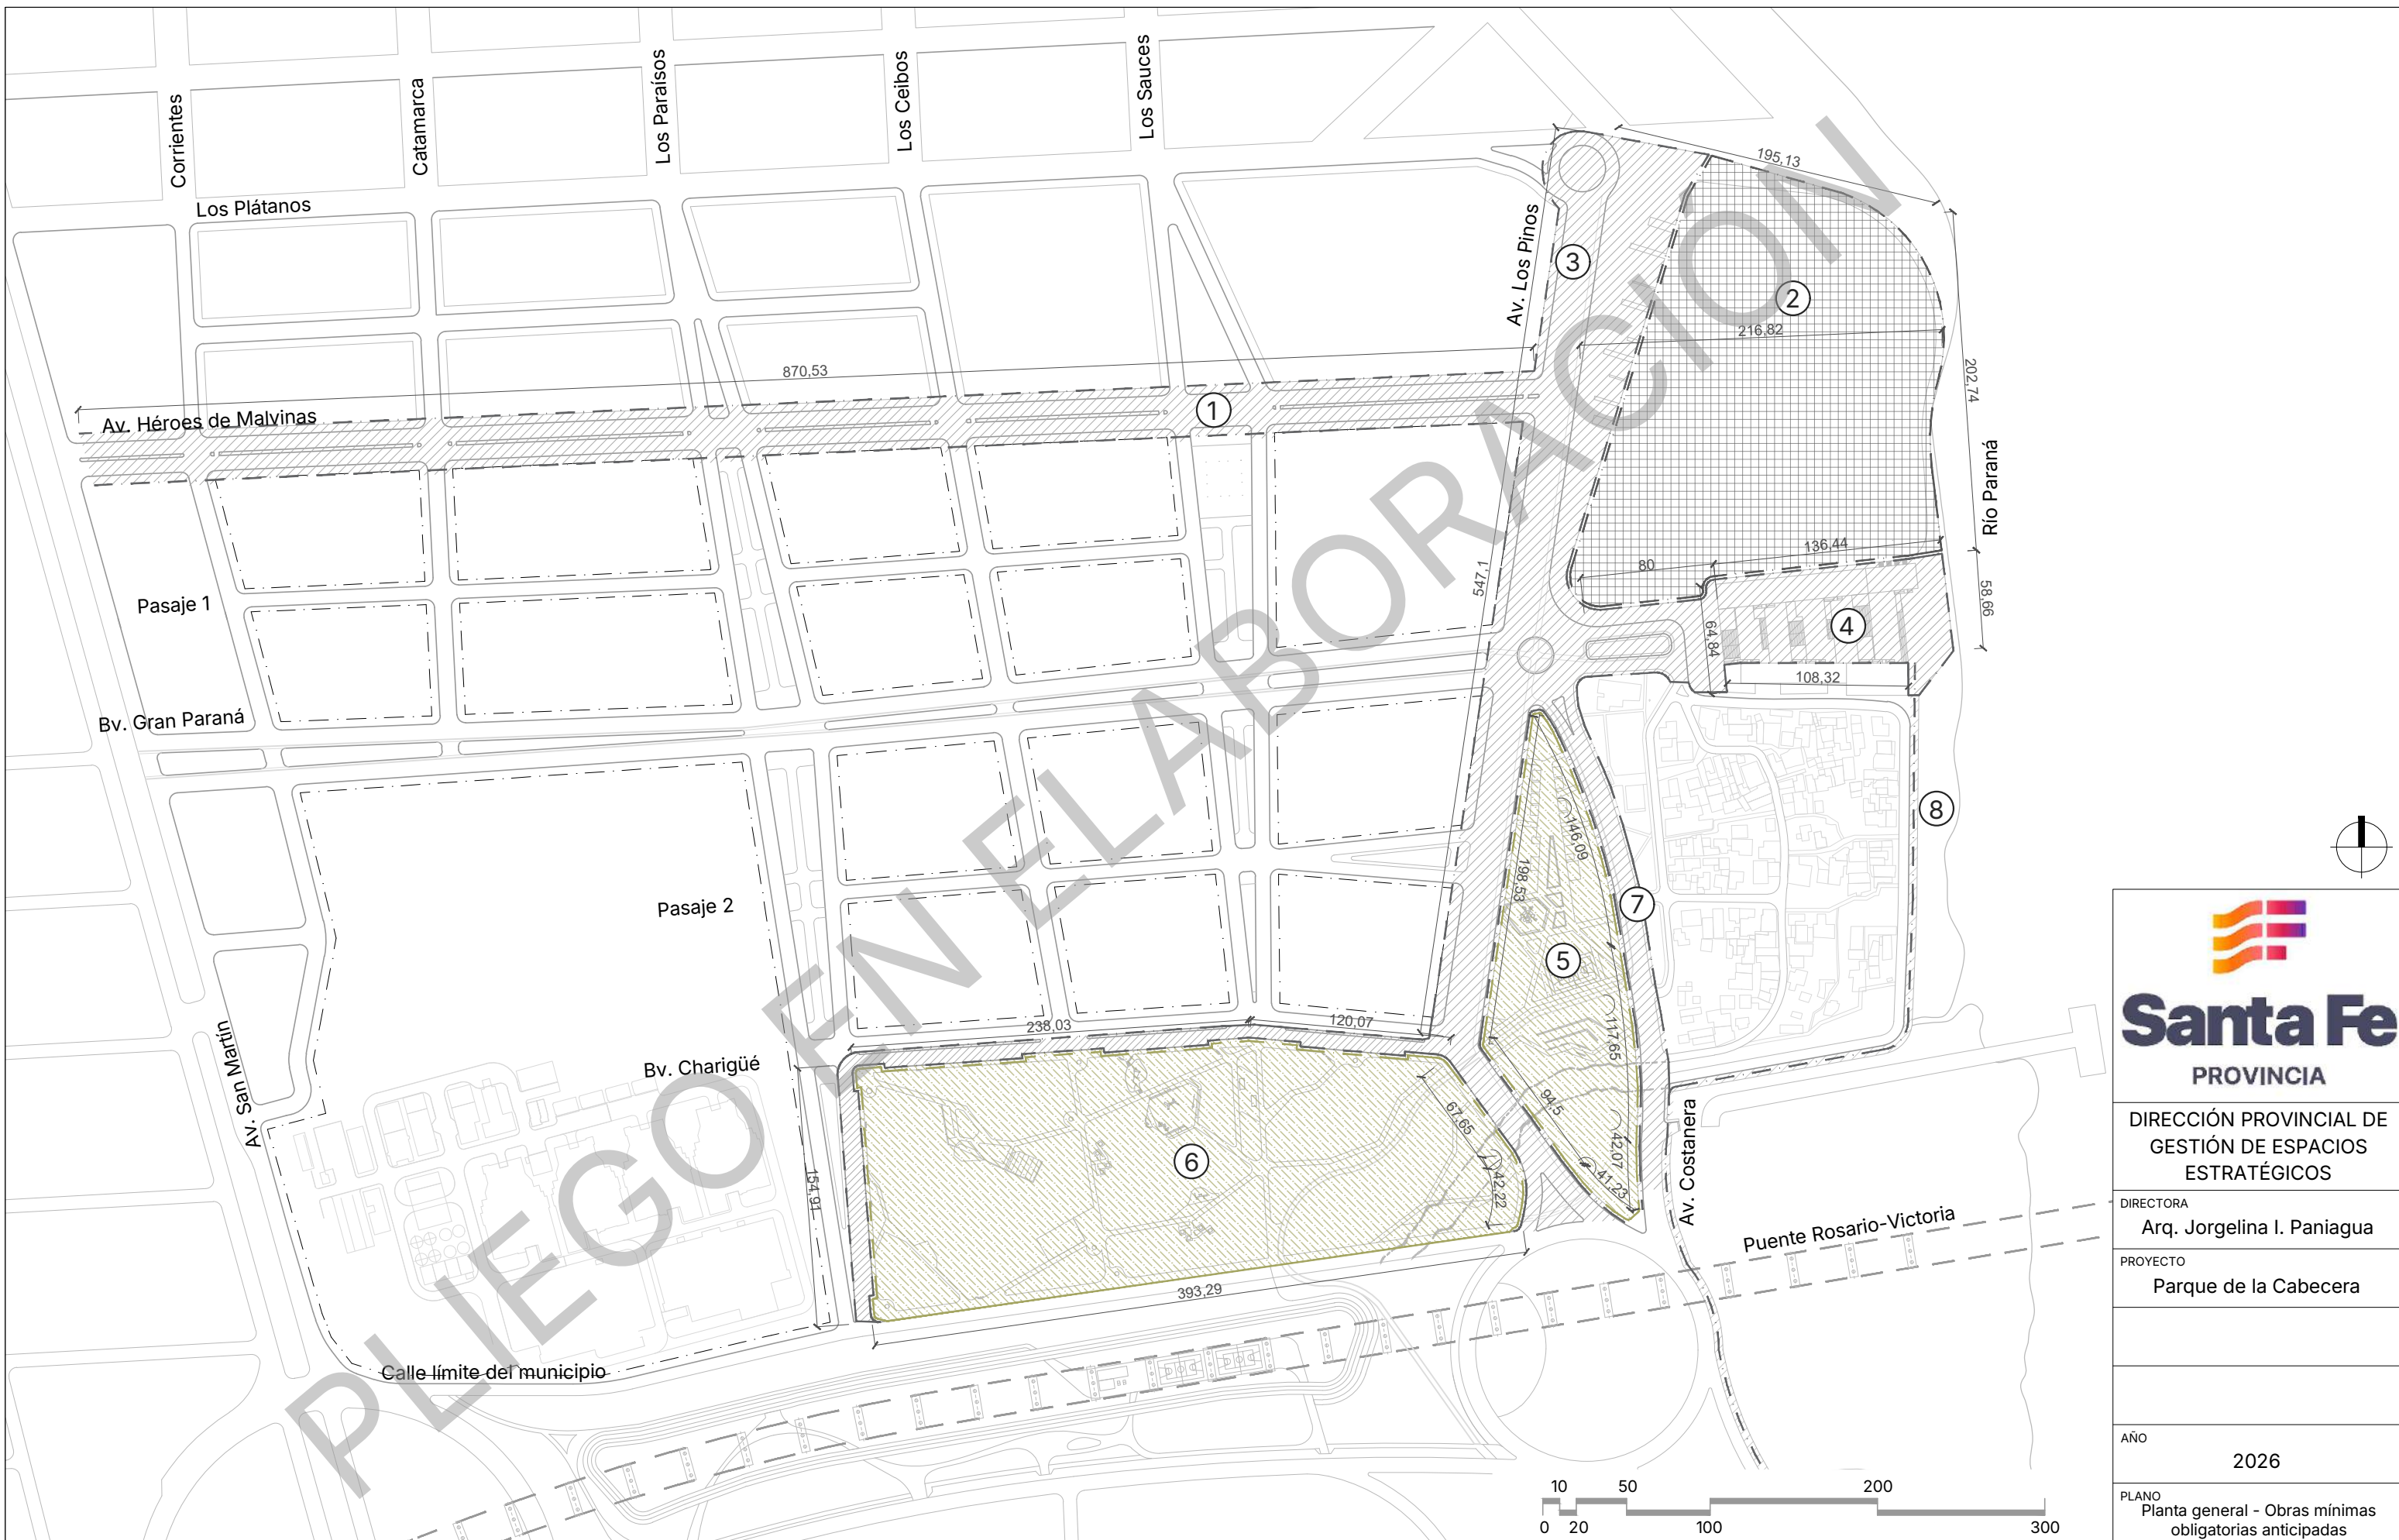 Corrientes
Catamarca
Los Paraísos
Los Ceibos
Los Sauces
Los Plátanos
Av. Los Pinos
195,13
3
2
216,82
202,74
870,53
Av. Héroes de Malvinas
1
Río Paraná
547,1
136,44
80
58,66
Pasaje 1
64,84
4
108,32
Bv. Gran Paraná
146,09
8
198,53
7
Pasaje 2
5
117,65
238,03
120,07
Bv. Charigüé
Av. San Martín
94,5
67,65
Av. Costanera
42,07
6
42,22
41,23
154,91
Puente Rosario-Victoria
393,29
Calle límite del municipio
PLIEGO EN ELABORACIÓN
10 50 200
0 20 100 300
Santa Fe
PROVINCIA
DIRECCIÓN PROVINCIAL DE
GESTIÓN DE ESPACIOS
ESTRATÉGICOS
DIRECTORA
Arq. Jorgelina I. Paniagua
PROYECTO
Parque de la Cabecera
AÑO
2026
PLANO
Planta general - Obras mínimas
obligatorias anticipadas